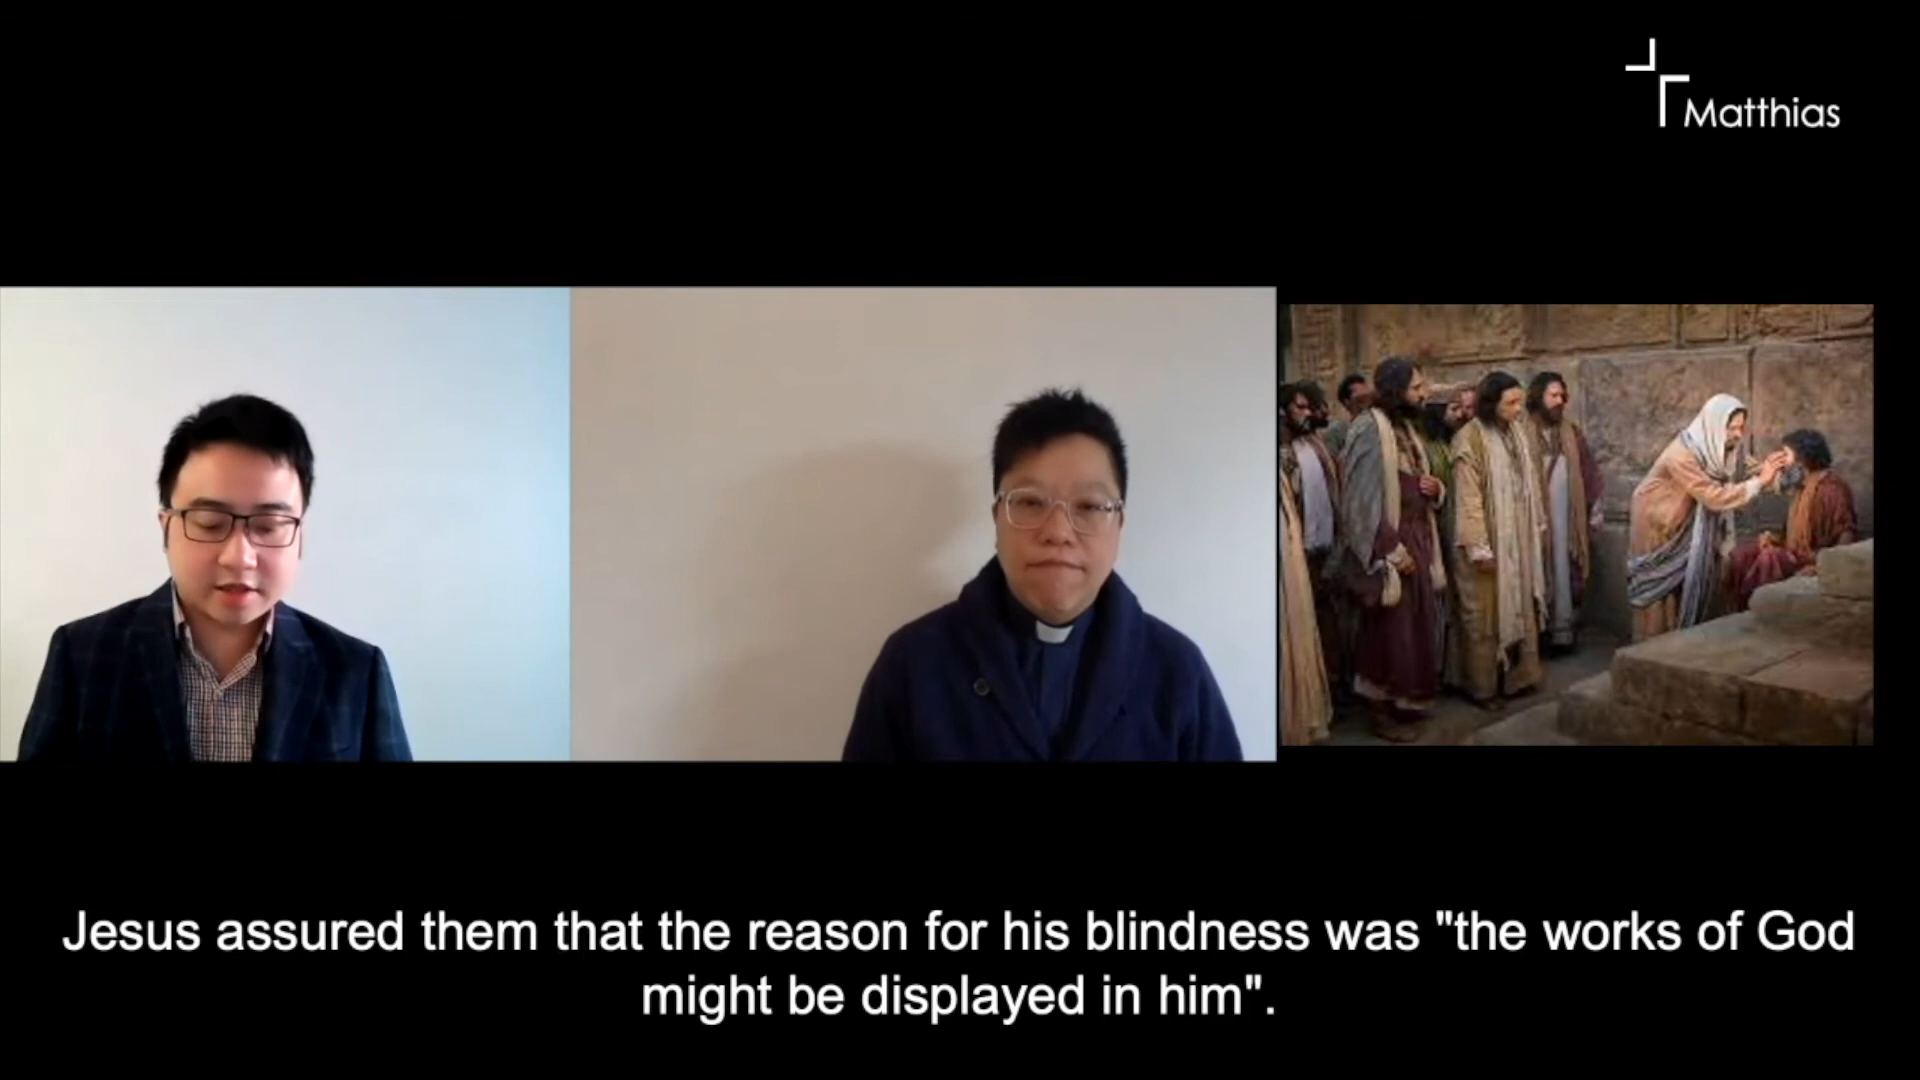 Matthias
Jesus assured them that the reason for his blindness was "the works of God
might be displayed in him".